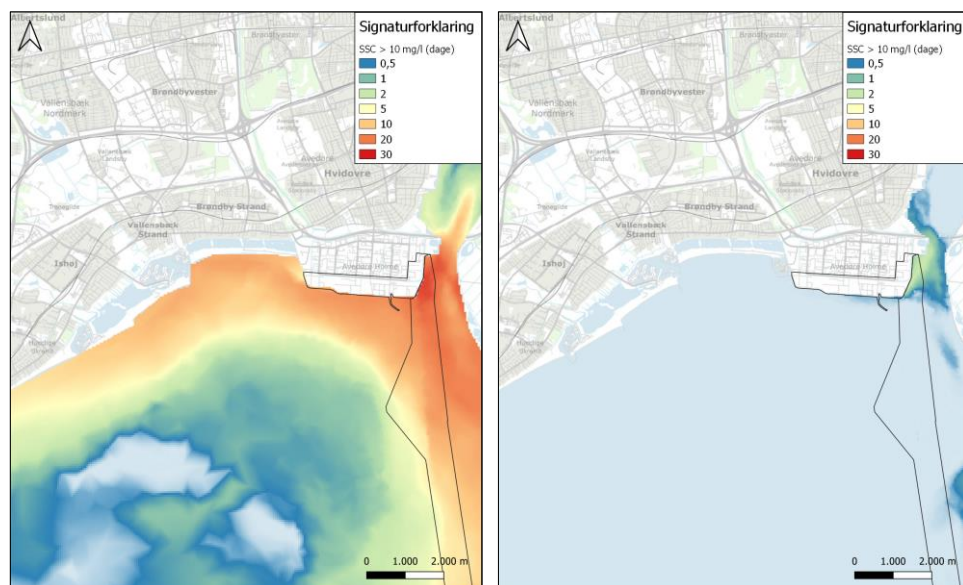 Albertslund
Signaturforklaring
SSC > 10 mg/l (dage)
0,5
1
2
5
10
20
30
Brøndbyvester
Brøndbyvester
Vallensbæk
Nordmark
Hvidovre
Brøndby Strand
Vallensbæk
Strand
Ishøj
Avedøre Holme
0 1.000 2.000 m
Albertslund
Signaturforklaring
SSC > 10 mg/l (dage)
0,5
1
2
5
10
20
30
Brøndbyvester
Brøndbyvester
Vallensbæk
Nordmark
Hvidovre
Brøndby Strand
Vallensbæk
Strand
Ishøj
Avedøre Holme
0 1.000 2.000 m